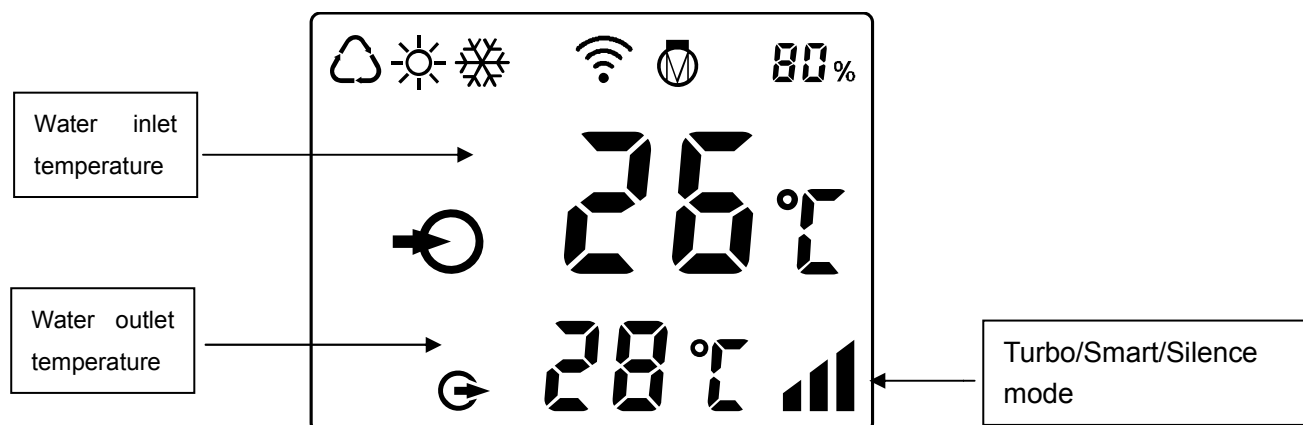 80%
Water inlet
temperature
26°C
Water outlet
temperature
28°C
Turbo/Smart/Silence
mode